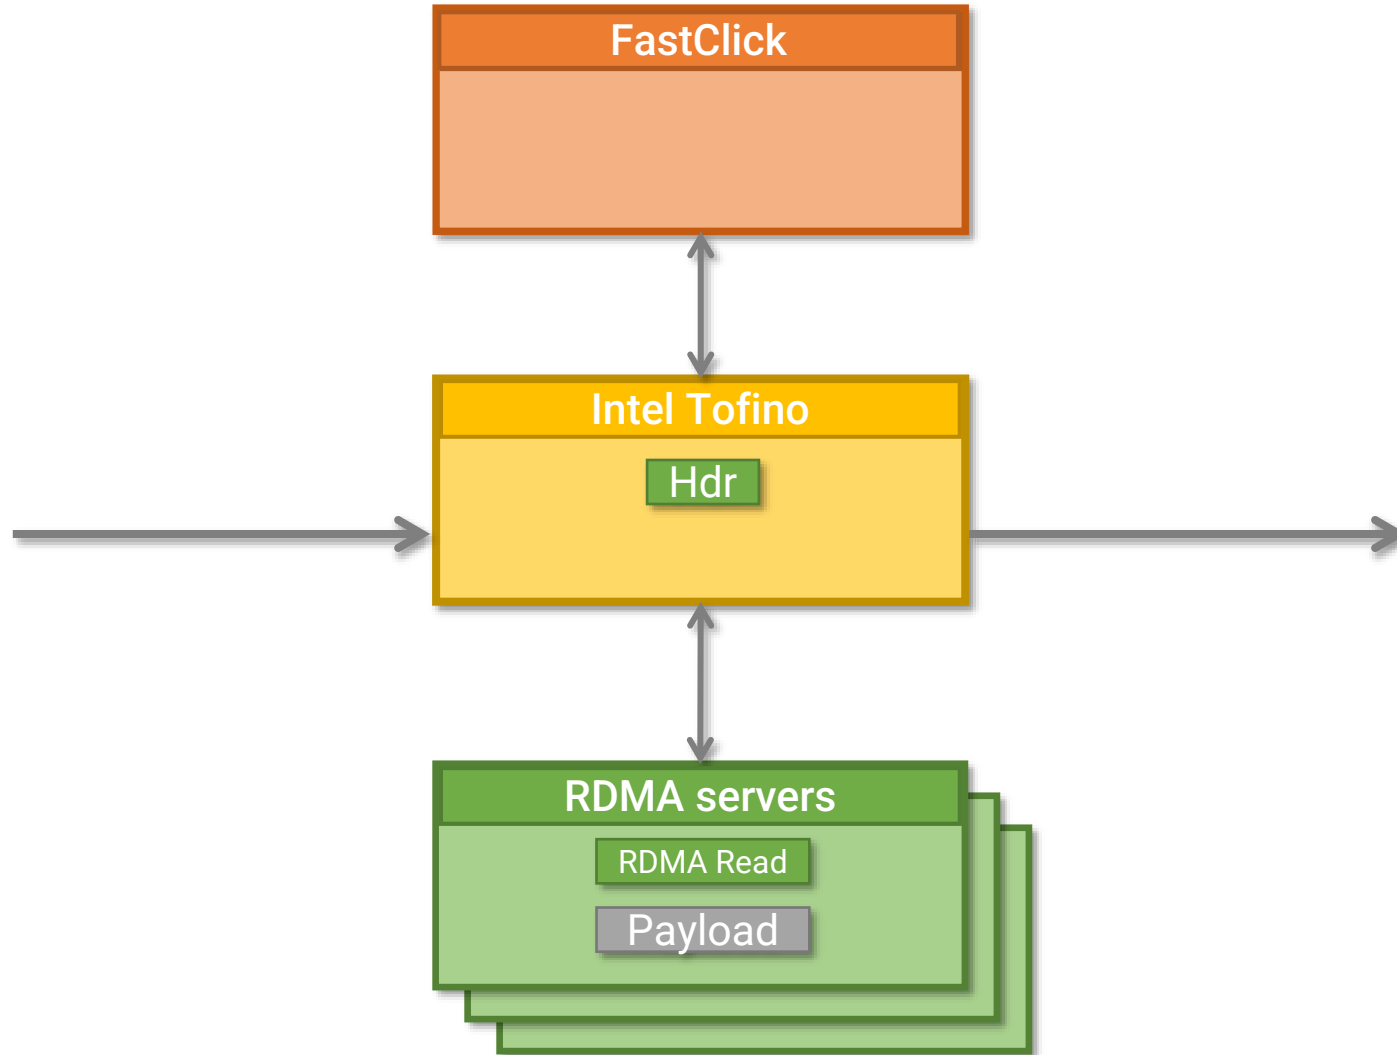 FastClick
Intel Tofino
Hdr
RDMA servers
RDMA Read
Payload